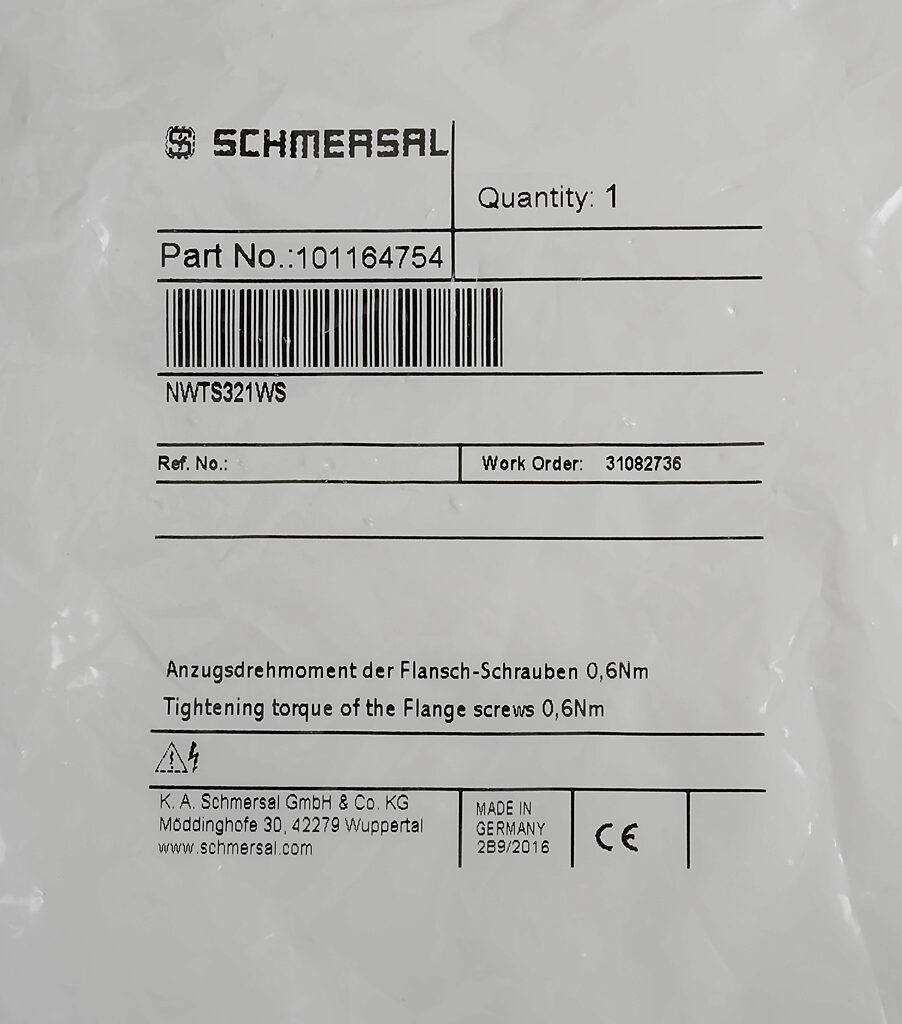 SCHMERSAL
Quantity: 1
Part No.:101164754
NWTS321WS
Ref. No.:
Work Order: 31082736
Anzugsdrehmoment der Flansch-Schrauben 0,6Nm
Tightening torque of the Flange screws 0,6Nm
K. A. Schmersal GmbH & Co. KG
Möddinghofe 30, 42279 Wuppertal
www.schmersal.com
MADE IN
GERMANY
2B9/2016
CE